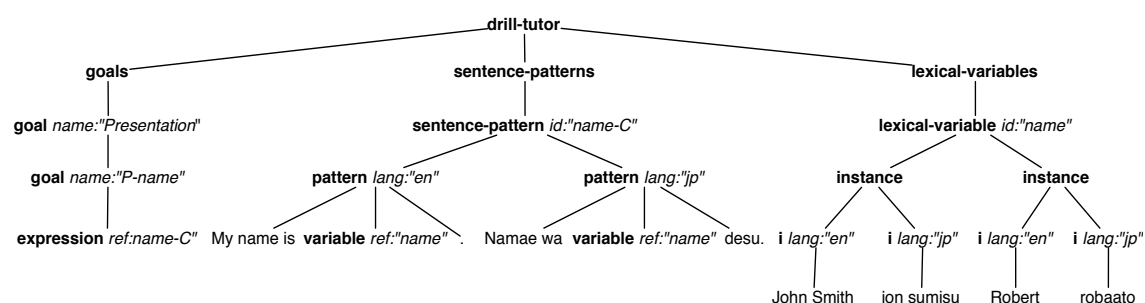 drill-tutor
goals sentence-patterns lexical-variables
goal name:"Presentation" sentence-pattern id:"name-C" lexical-variable id:"name"
goal name:"P-name" pattern lang:"en" pattern lang:"jp" instance instance
expression ref:name-C" My name is variable ref:"name" . Namae wa variable ref:"name" desu. i lang:"en" i lang:"jp" i lang:"en" i lang:"jp"
John Smith jon sumisu Robert robaato